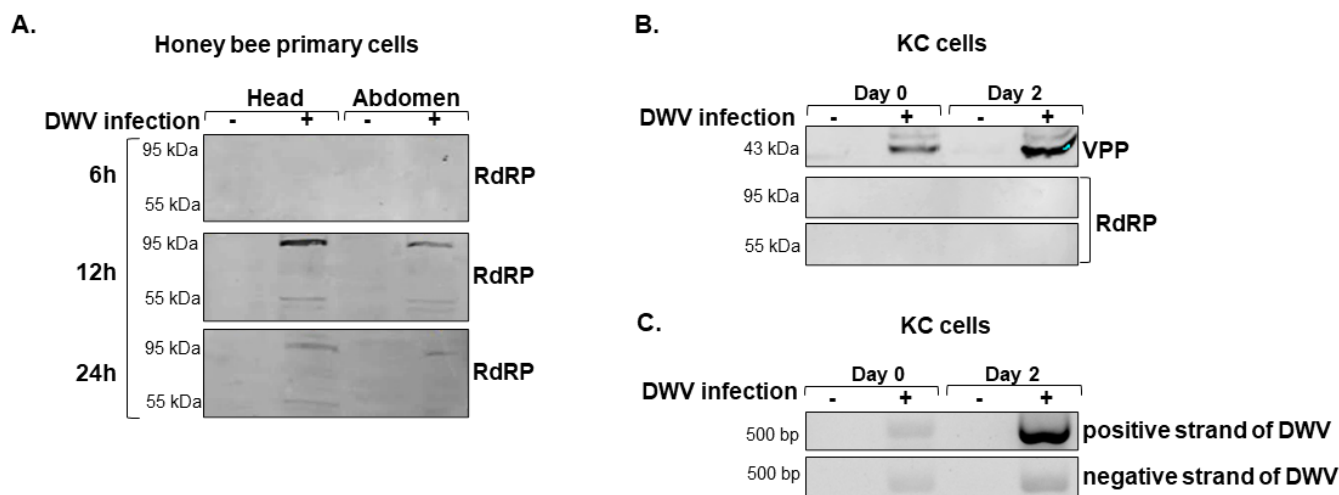 A.
Honey bee primary cells
Head Abdomen
DWV infection - + - +
6h
95 kDa
55 kDa
RdRP
12h
95 kDa
55 kDa
RdRP
24h
95 kDa
55 kDa
RdRP
B.
KC cells
Day 0 Day 2
DWV infection - + - +
43 kDa VPP
95 kDa
55 kDa
RdRP
C.
KC cells
Day 0 Day 2
DWV infection - + - +
500 bp positive strand of DWV
500 bp negative strand of DWV